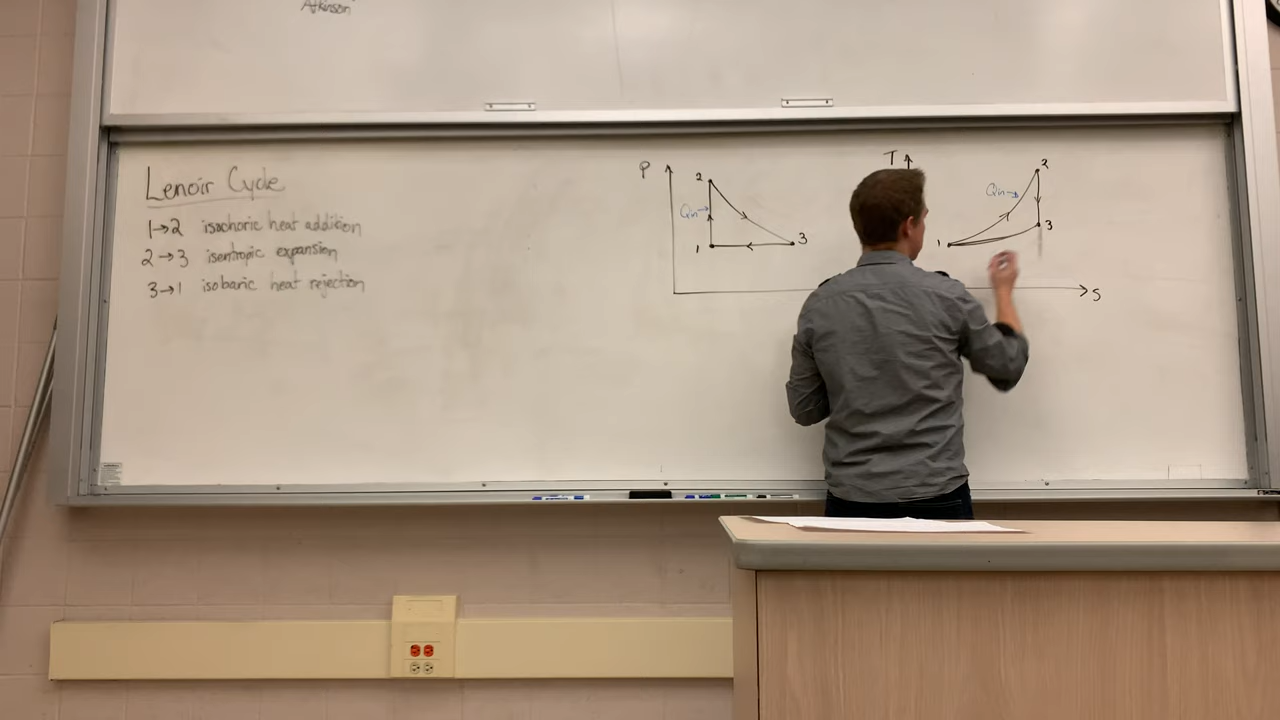 Atkinson
Lenoir Cycle
1→2 isochoric heat addition
2→3 isentropic expansion
3→1 isobaric heat rejection
P
2
Qin→
1
3
T
2
Qin→
1
3
S